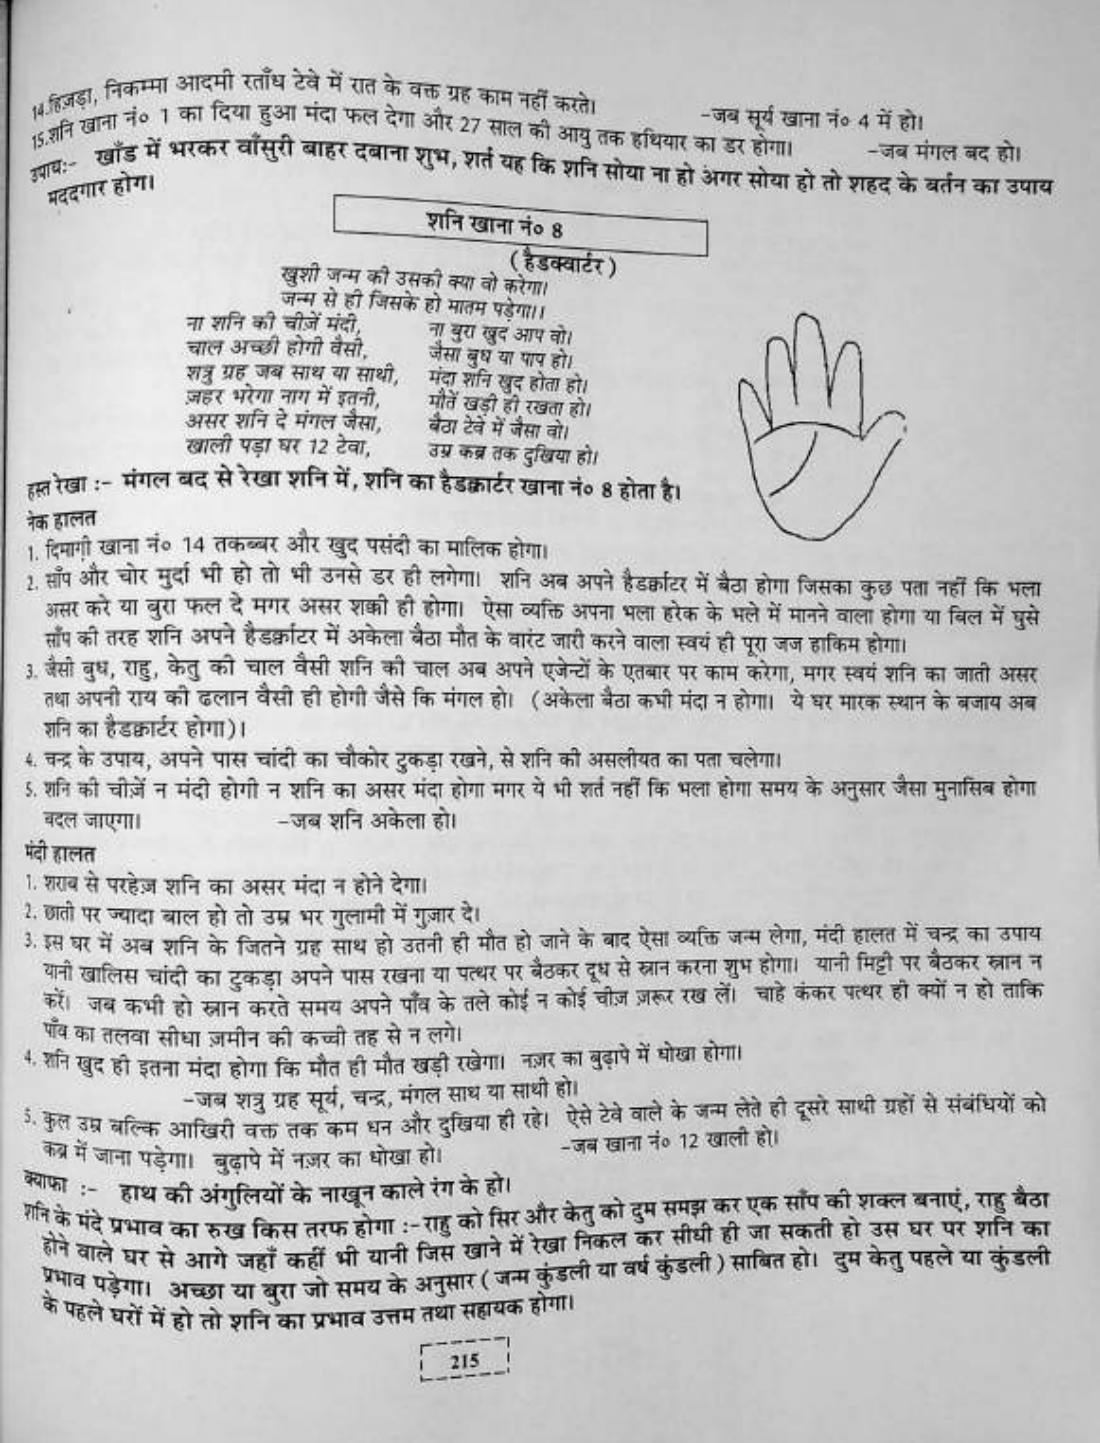 14.हिजड़ा, निकम्मा आदमी रताँध टेवे में रात के वक्त ग्रह काम नहीं करते। -जब सूर्य खाना नं० 4 में हो।
15.शनि खाना नं० 1 का दिया हुआ मंदा फल देगा और 27 साल की आयु तक हथियार का डर होगा। -जब मंगल बद हो।
उपाय:- खाँड में भरकर वाँसुरी बाहर दबाना शुभ, शर्त यह कि शनि सोया ना हो अगर सोया हो तो शहद के बर्तन का उपाय
मददगार होग।
शनि खाना नं० 8
(हैडक्वार्टर)
खुशी जन्म की उसकी क्या वो करेगा।
जन्म से ही जिसके हो मातम पड़ेगा।।
ना शनि की चीज़ें मंदी, ना बुरा खुद आप वो।
चाल अच्छी होगी वैसी, जैसा बुध या पाप हो।
शत्रु ग्रह जब साथ या साथी, मंदा शनि खुद होता हो।
ज़हर भरेगा नाग में इतनी, मौतें खड़ी ही रखता हो।
असर शनि दे मंगल जैसा, बैठा टेवे में जैसा वो।
खाली पड़ा घर 12 टेवा, उम्र कब्र तक दुखिया हो।
हस्त रेखा :- मंगल बद से रेखा शनि में, शनि का हैडक्वार्टर खाना नं० 8 होता है।
नेक हालत
1. दिमाग़ी खाना नं० 14 तकब्बर और खुद पसंदी का मालिक होगा।
2. साँप और चोर मुर्दा भी हो तो भी उनसे डर ही लगेगा। शनि अब अपने हैडक्वाटर में बैठा होगा जिसका कुछ पता नहीं कि भला
असर करे या बुरा फल दे मगर असर शक्की ही होगा। ऐसा व्यक्ति अपना भला हरेक के भले में मानने वाला होगा या बिल में घुसे
साँप की तरह शनि अपने हैडक्वाटर में अकेला बैठा मौत के वारंट जारी करने वाला स्वयं ही पूरा जज हाकिम होगा।
3. जैसी बुध, राहु, केतु की चाल वैसी शनि की चाल अब अपने एजेन्टों के एतबार पर काम करेगा, मगर स्वयं शनि का जाती असर
तथा अपनी राय की ढलान वैसी ही होगी जैसे कि मंगल हो। (अकेला बैठा कभी मंदा न होगा। ये घर मारक स्थान के बजाय अब
शनि का हैडक्वार्टर होगा)।
4. चन्द्र के उपाय, अपने पास चांदी का चौकोर टुकड़ा रखने, से शनि की असलीयत का पता चलेगा।
5. शनि की चीज़ें न मंदी होगी न शनि का असर मंदा होगा मगर ये भी शर्त नहीं कि भला होगा समय के अनुसार जैसा मुनासिब होगा
बदल जाएगा। -जब शनि अकेला हो।
मंदी हालत
1. शराब से परहेज़ शनि का असर मंदा न होने देगा।
2. छाती पर ज्यादा बाल हो तो उम्र भर गुलामी में गुज़ार दे।
3. इस घर में अब शनि के जितने ग्रह साथ हो उतनी ही मौत हो जाने के बाद ऐसा व्यक्ति जन्म लेगा, मंदी हालत में चन्द्र का उपाय
यानी खालिस चांदी का टुकड़ा अपने पास रखना या पत्थर पर बैठकर दूध से स्नान करना शुभ होगा। यानी मिट्टी पर बैठकर स्नान न
करें। जब कभी हो स्नान करते समय अपने पाँव के तले कोई न कोई चीज़ ज़रूर रख लें। चाहे कंकर पत्थर ही क्यों न हो ताकि
पाँव का तलवा सीधा ज़मीन की कच्ची तह से न लगे।
4. शनि खुद ही इतना मंदा होगा कि मौत ही मौत खड़ी रखेगा। नज़र का बुढ़ापे में धोखा होगा।
-जब शत्रु ग्रह सूर्य, चन्द्र, मंगल साथ या साथी हो।
5. कुल उम्र बल्कि आखिरी वक्त तक कम धन और दुखिया ही रहे। ऐसे टेवे वाले के जन्म लेते ही दूसरे साथी ग्रहों से संबंधियों को
कब्र में जाना पड़ेगा। बुढ़ापे में नज़र का धोखा हो। -जब खाना नं० 12 खाली हो।
क्याफा :- हाथ की अंगुलियों के नाखून काले रंग के हो।
शनि के मंदे प्रभाव का रुख किस तरफ होगा :- राहु को सिर और केतु को दुम समझ कर एक साँप की शक्ल बनाएं, राहु बैठा
होने वाले घर से आगे जहाँ कहीं भी यानी जिस खाने में रेखा निकल कर सीधी ही जा सकती हो उस घर पर शनि का
प्रभाव पड़ेगा। अच्छा या बुरा जो समय के अनुसार (जन्म कुंडली या वर्ष कुंडली) साबित हो। दुम केतु पहले या कुंडली
के पहले घरों में हो तो शनि का प्रभाव उत्तम तथा सहायक होगा।
215